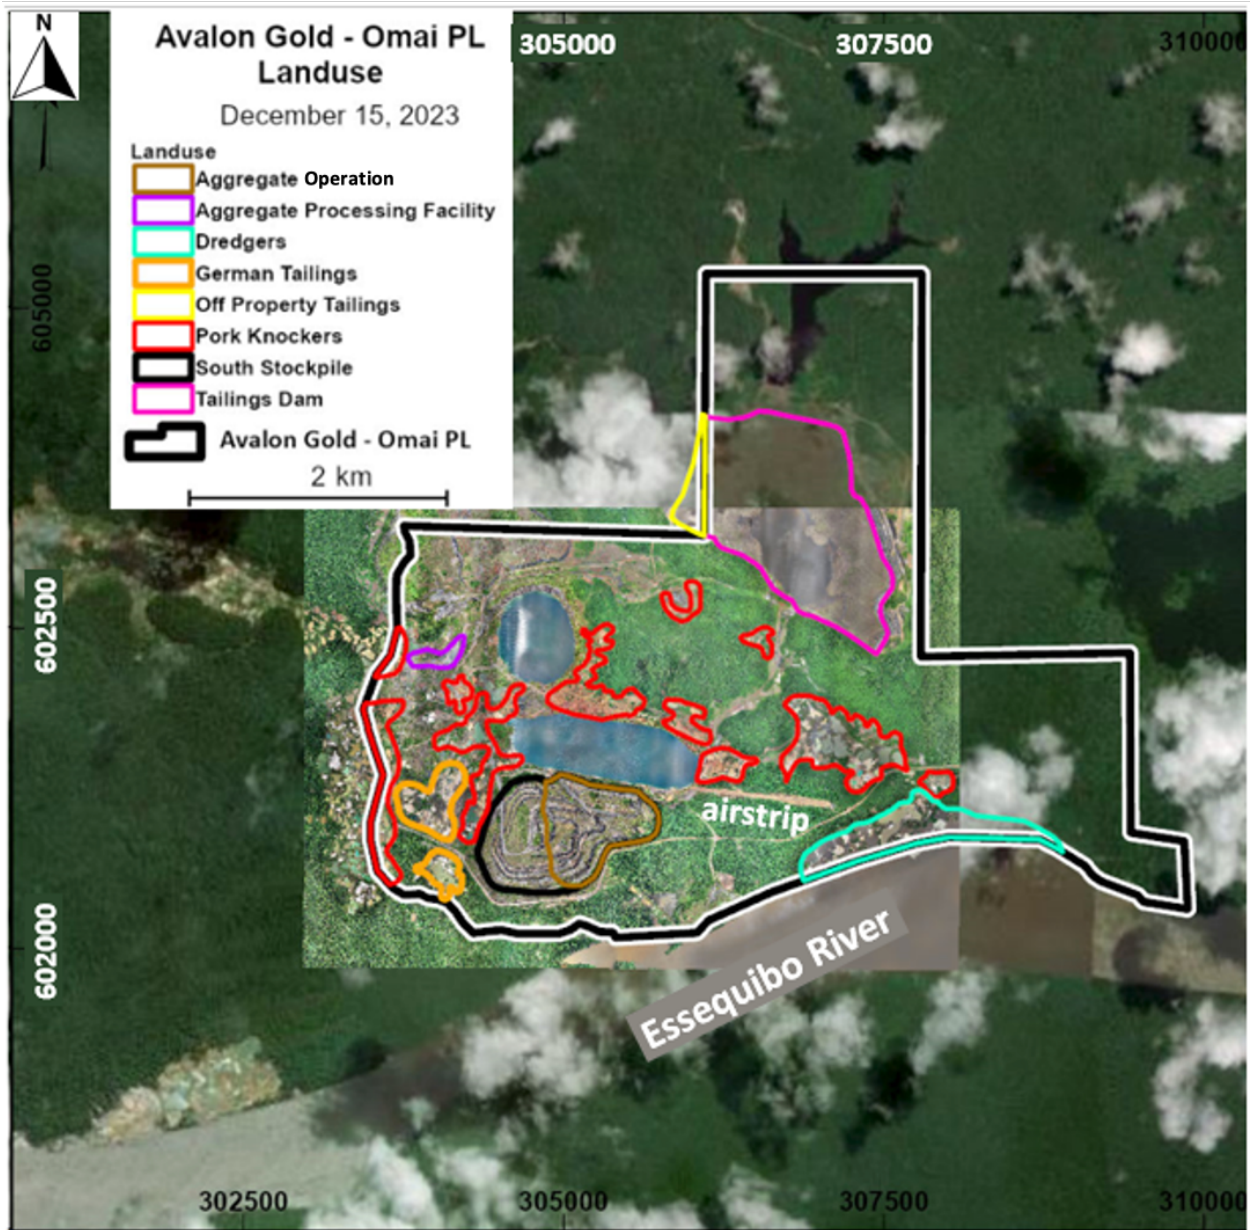 N
Avalon Gold - Omai PL
Landuse
December 15, 2023
Landuse
Aggregate Operation
Aggregate Processing Facility
Dredgers
German Tailings
Off Property Tailings
Pork Knockers
South Stockpile
Tailings Dam
Avalon Gold - Omai PL
2 km
305000
307500
310000
605000
602500
602000
airstrip
Essequibo River
302500
305000
307500
310000